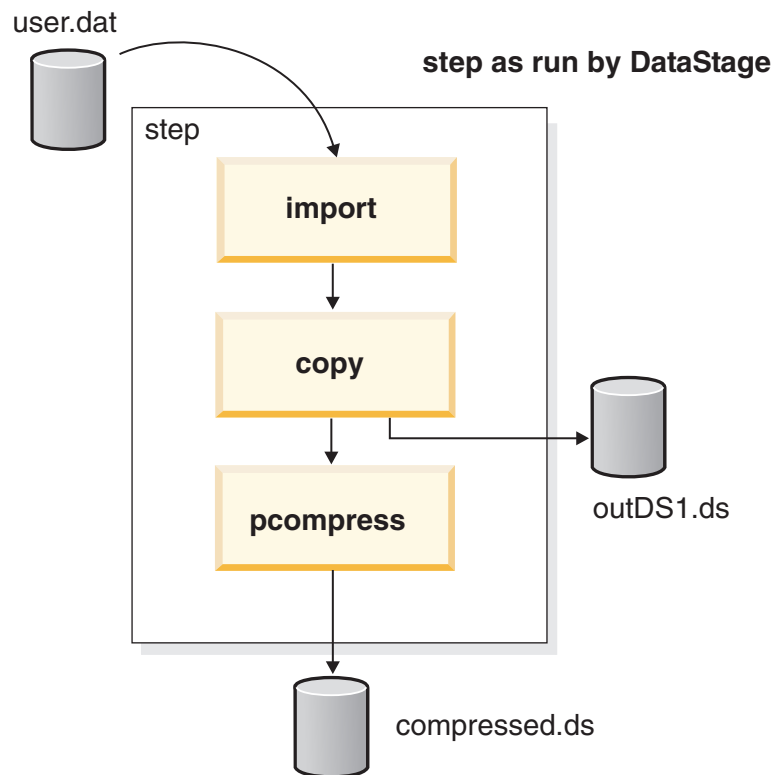 user.dat
step as run by DataStage
step
import
copy
pcompress
outDS1.ds
compressed.ds